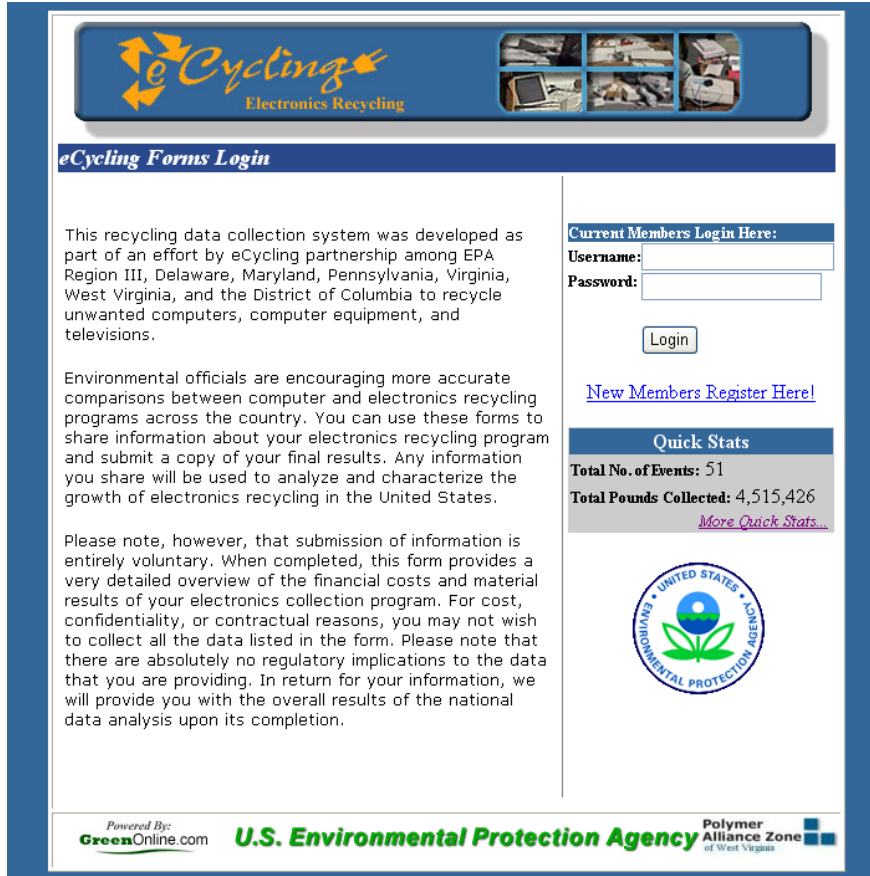 eCycling
Electronics Recycling
eCycling Forms Login
This recycling data collection system was developed as
part of an effort by eCycling partnership among EPA
Region III, Delaware, Maryland, Pennsylvania, Virginia,
West Virginia, and the District of Columbia to recycle
unwanted computers, computer equipment, and
televisions.
Environmental officials are encouraging more accurate
comparisons between computer and electronics recycling
programs across the country. You can use these forms to
share information about your electronics recycling program
and submit a copy of your final results. Any information
you share will be used to analyze and characterize the
growth of electronics recycling in the United States.
Please note, however, that submission of information is
entirely voluntary. When completed, this form provides a
very detailed overview of the financial costs and material
results of your electronics collection program. For cost,
confidentiality, or contractual reasons, you may not wish
to collect all the data listed in the form. Please note that
there are absolutely no regulatory implications to the data
that you are providing. In return for your information, we
will provide you with the overall results of the national
data analysis upon its completion.
Current Members Login Here:
Username:
Password:
Login
New Members Register Here!
Quick Stats
Total No. of Events: 51
Total Pounds Collected: 4,515,426
More Quick Stats...
UNITED STATES
ENVIRONMENTAL PROTECTION AGENCY
Powered By:
GreenOnline.com
U.S. Environmental Protection Agency
Polymer
Alliance Zone
of West Virginia